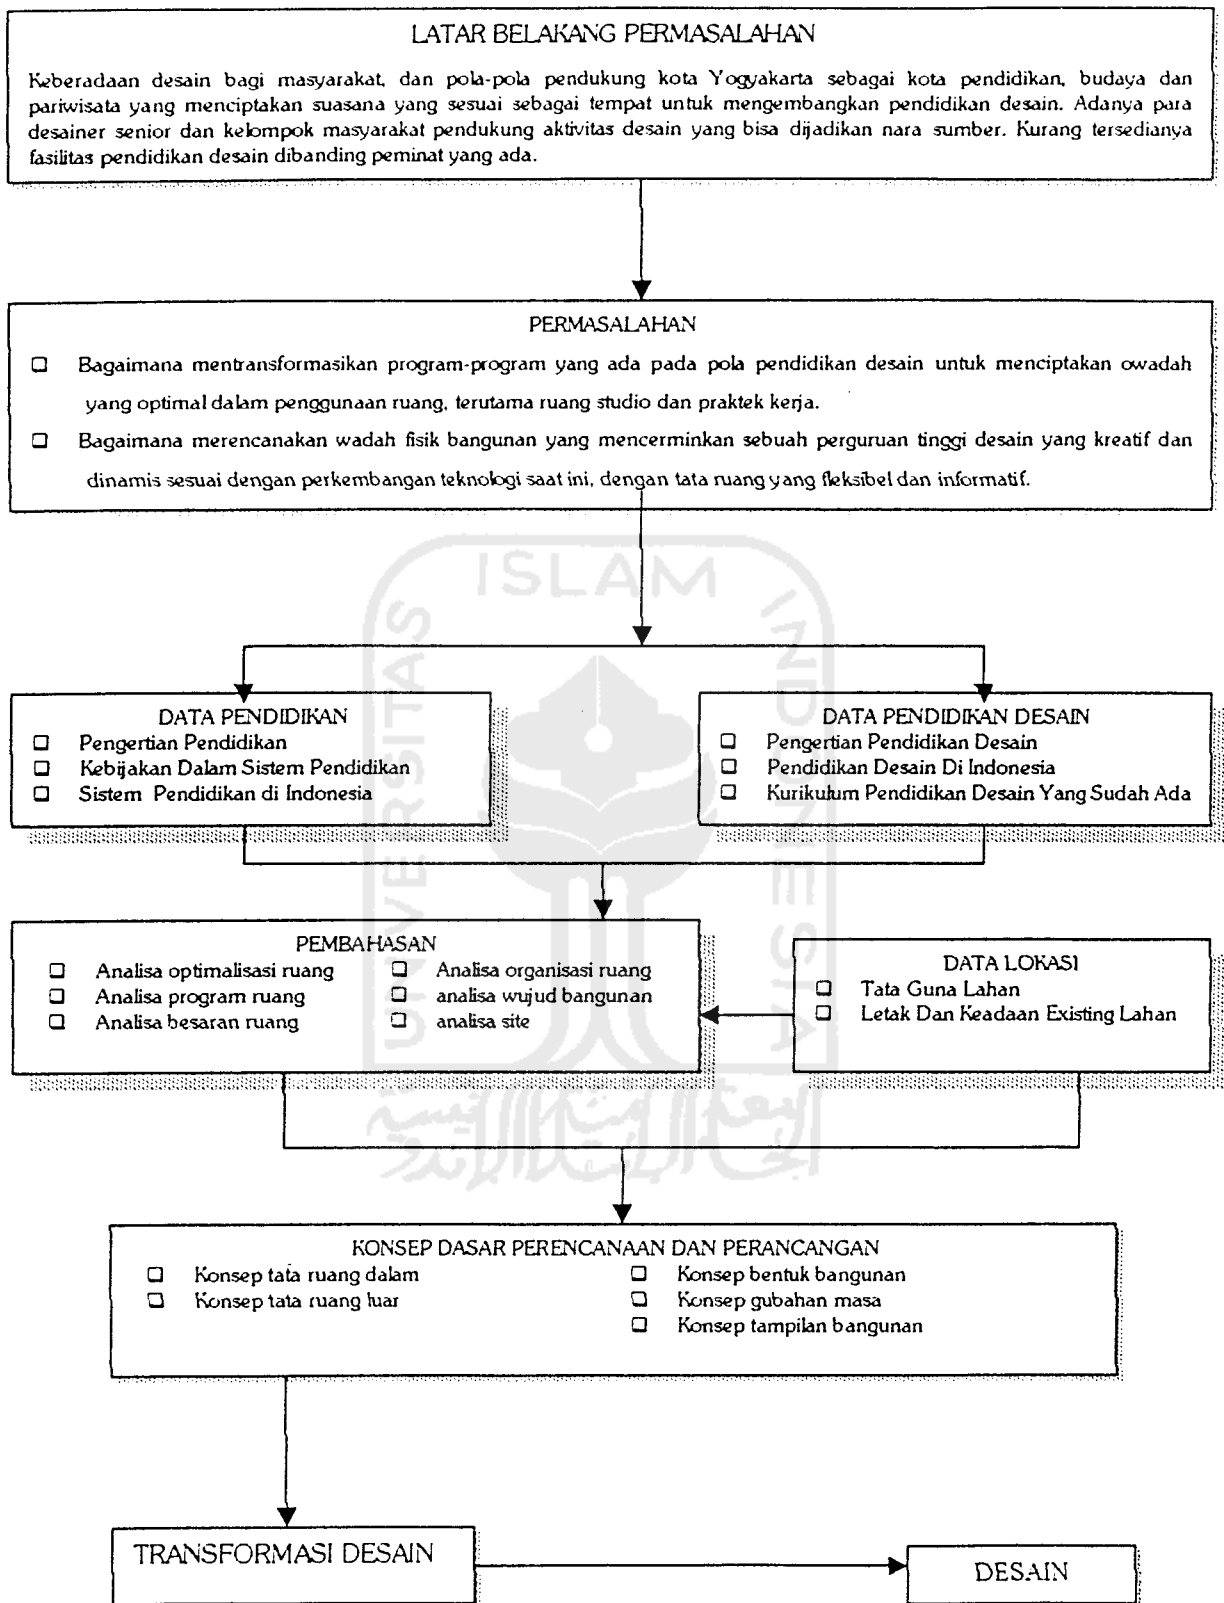 LATAR BELAKANG PERMASALAHAN
Keberadaan desain bagi masyarakat, dan pola-pola pendukung kota Yogyakarta sebagai kota pendidikan, budaya dan
pariwisata yang menciptakan suasana yang sesuai sebagai tempat untuk mengembangkan pendidikan desain. Adanya para
desainer senior dan kelompok masyarakat pendukung aktivitas desain yang bisa dijadikan nara sumber. Kurang tersedianya
fasilitas pendidikan desain dibanding peminat yang ada.
PERMASALAHAN
Bagaimana mentransformasikan program-program yang ada pada pola pendidikan desain untuk menciptakan owadah
yang optimal dalam penggunaan ruang, terutama ruang studio dan praktek kerja.
Bagaimana merencanakan wadah fisik bangunan yang mencerminkan sebuah perguruan tinggi desain yang kreatif dan
dinamis sesuai dengan perkembangan teknologi saat ini, dengan tata ruang yang fleksibel dan informatif.
UNIVERSITAS ISLAM INDONESIA
DATA PENDIDIKAN
Pengertian Pendidikan
Kebijakan Dalam Sistem Pendidikan
Sistem Pendidikan di Indonesia
DATA PENDIDIKAN DESAIN
Pengertian Pendidikan Desain
Pendidikan Desain Di Indonesia
Kurikulum Pendidikan Desain Yang Sudah Ada
PEMBAHASAN
Analisa optimalisasi ruang
Analisa program ruang
Analisa besaran ruang
Analisa organisasi ruang
analisa wujud bangunan
analisa site
DATA LOKASI
Tata Guna Lahan
Letak Dan Keadaan Existing Lahan
KONSEP DASAR PERENCANAAN DAN PERANCANGAN
Konsep tata ruang dalam
Konsep tata ruang luar
Konsep bentuk bangunan
Konsep gubahan masa
Konsep tampilan bangunan
TRANSFORMASI DESAIN
DESAIN